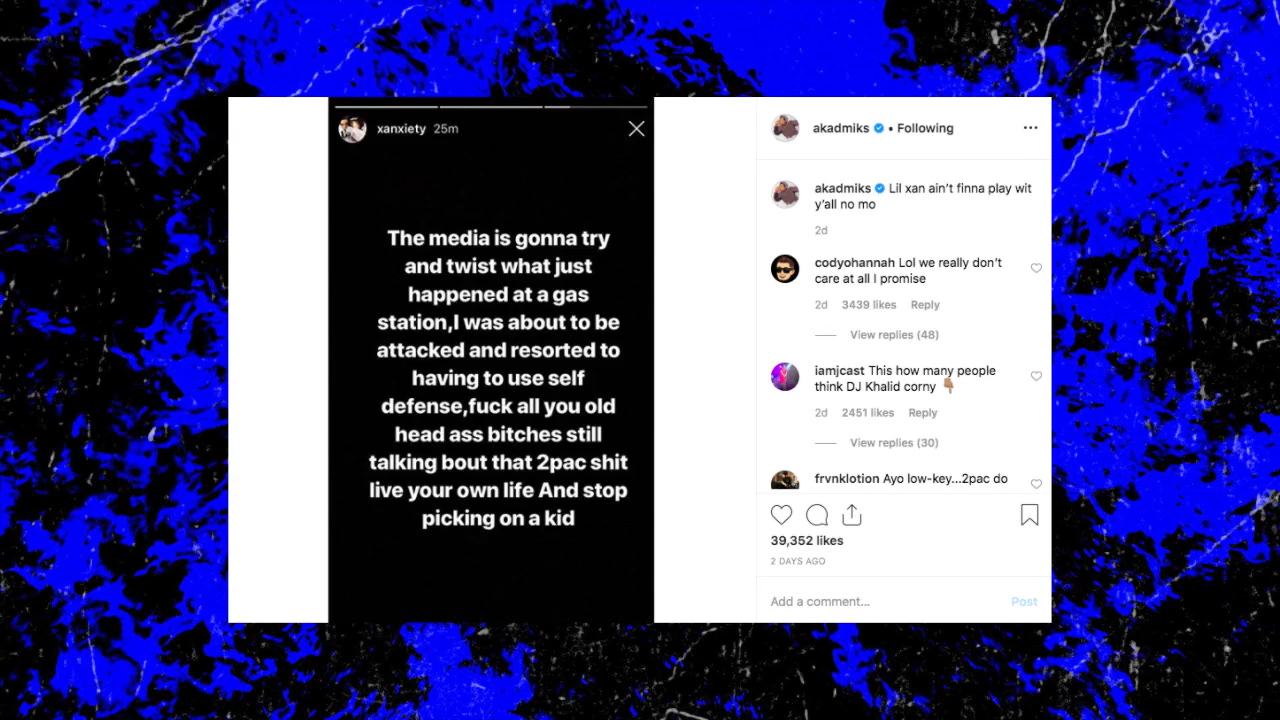 xanxiety 25m
The media is gonna try
and twist what just
happened at a gas
station,I was about to be
attacked and resorted to
having to use self
defense,fuck all you old
head ass bitches still
talking bout that 2pac shit
live your own life And stop
picking on a kid
akadmiks • Following
akadmiks Lil xan ain’t finna play wit
y’all no mo
2d
codyohannah Lol we really don’t
care at all I promise
2d 3439 likes Reply
View replies (48)
iamjcast This how many people
think DJ Khalid corny 👇🏽
2d 2451 likes Reply
View replies (30)
frvnklotion Ayo low-key...2pac do
39,352 likes
2 DAYS AGO
Add a comment... Post